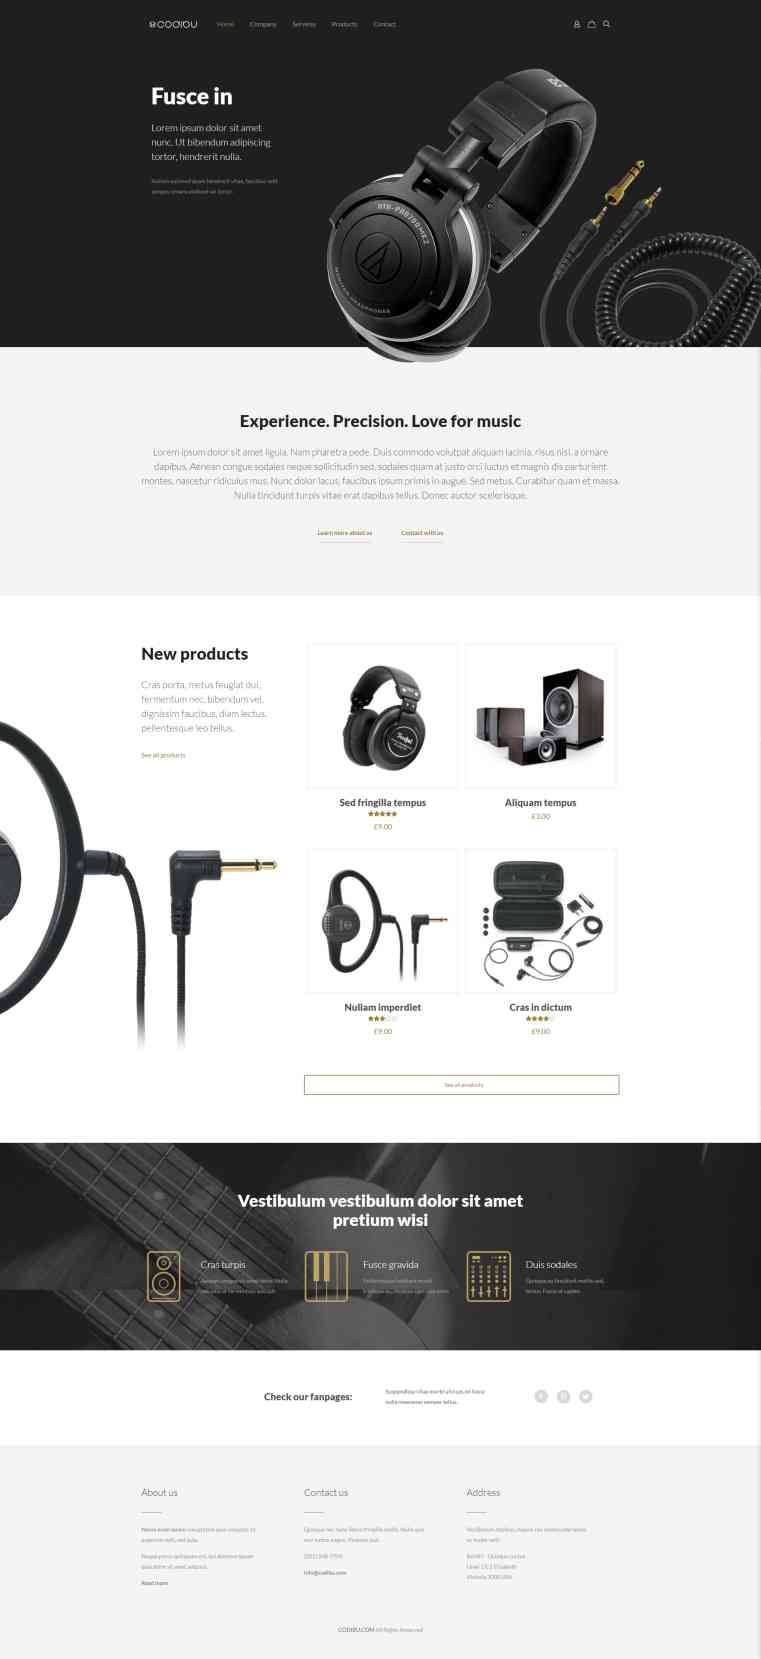 CODIBU
Home Company Services Products Contact
Fusce in
Lorem ipsum dolor sit amet
nunc. Ut bibendum adipiscing
tortor, hendrerit nulla.
MONITOR HEADPHONES
Experience. Precision. Love for music
Lorem ipsum dolor sit amet ligula. Nam pharetra pede. Duis commodo volutpat aliquam lacinia, risus nisl, a ornare
dapibus. Aenean congue sodales neque sollicitudin sed, sodales quam at justo orci luctus et magnis dis parturient
montes, nascetur ridiculus mus. Nunc dolor lacus, faucibus ipsum primis in augue. Sed metus. Curabitur quam et massa.
Nulla tincidunt turpis vitae erat dapibus tellus. Donec auctor scelerisque.
Learn more about us Contact with us
New products
Cras porta, metus feugiat dui,
fermentum nec, bibendum vel,
dignissim faucibus, diam lectus,
pellentesque leo tellus.
See all products
Sed fringilla tempus
£9.00
Aliquam tempus
£3.00
Nullam imperdiet
£9.00
Cras in dictum
£9.00
See all products
Vestibulum vestibulum dolor sit amet
pretium wisi
Cras turpis
Fusce gravida
Duis sodales
Check our fanpages:
Suspendisse vitae morbi ultrices mi fusce
nulla maecenas semper tellus.
About us
Read more
Contact us
info@codibu.com
Address
Victoria 3000 USA
CODIBU.COM All Rights Reserved